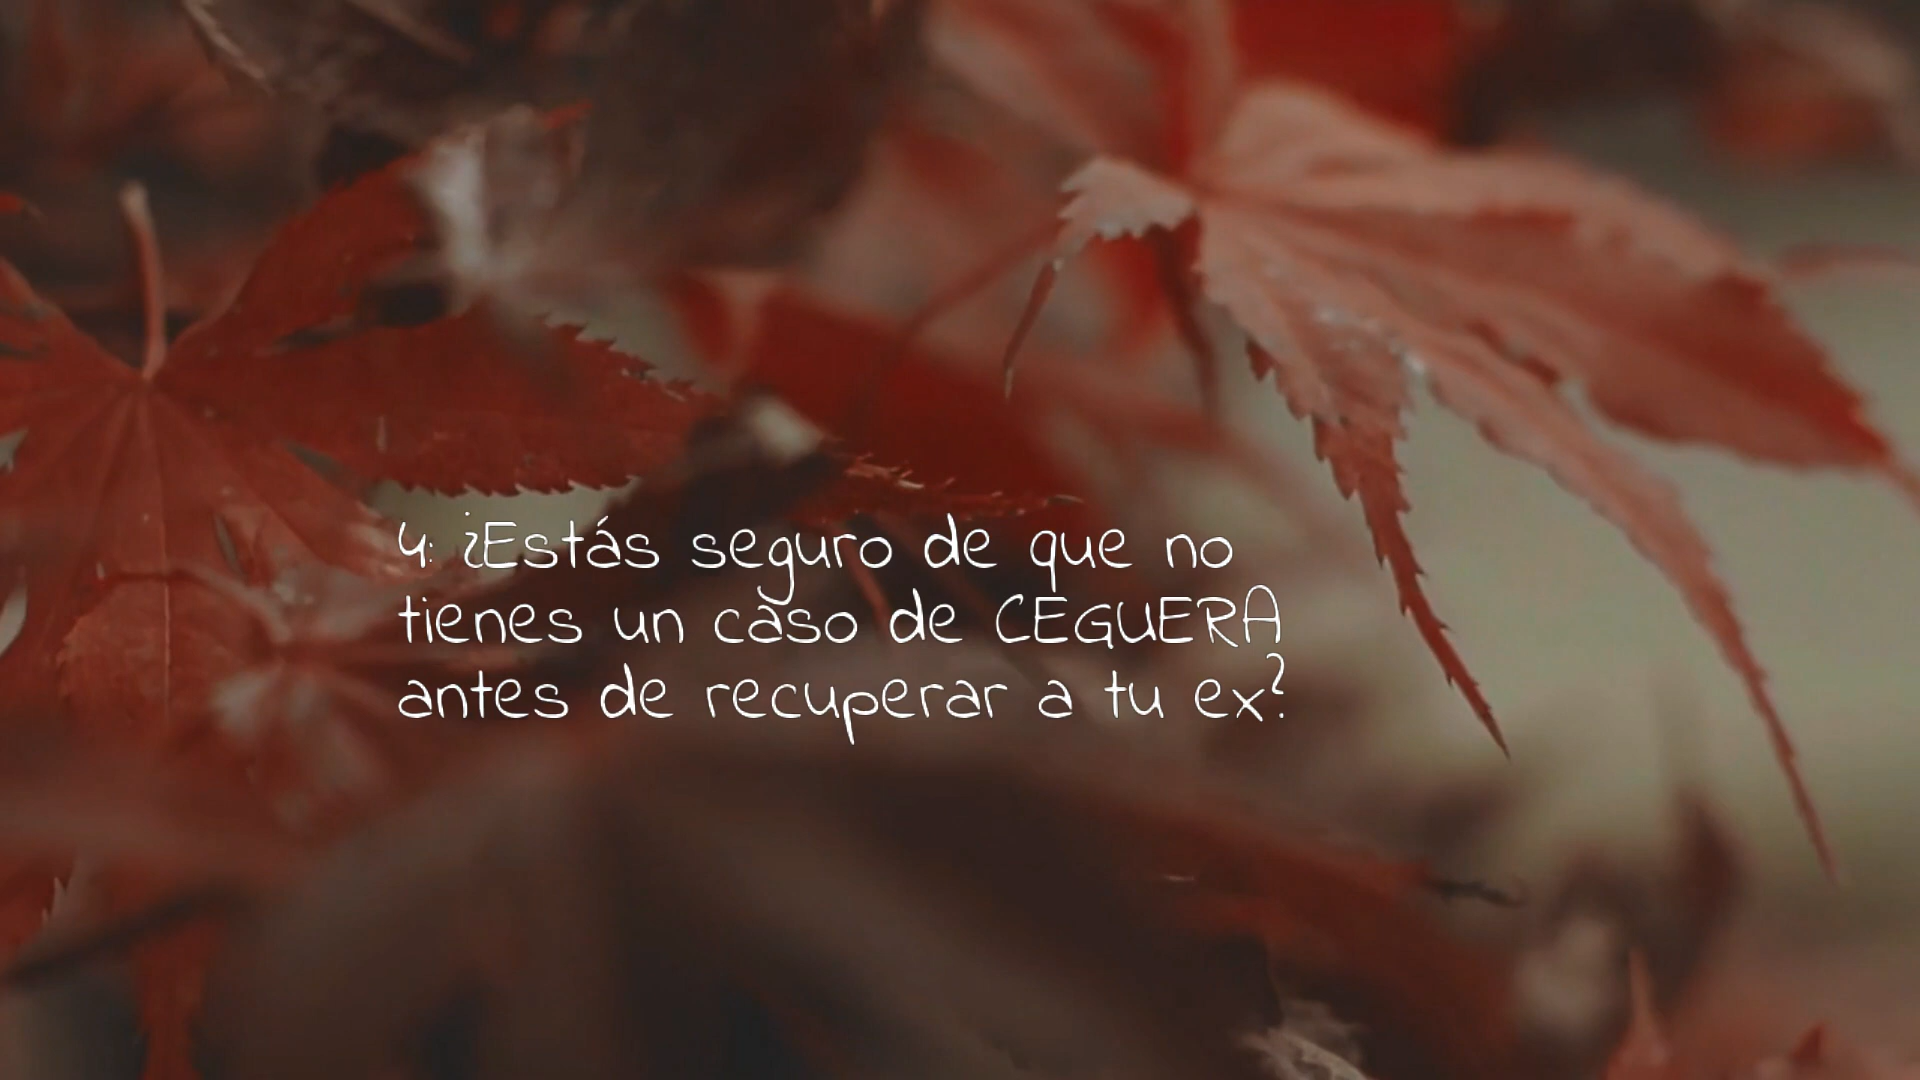 4: ¿Estás seguro de que no
tienes un caso de CEGUERA
antes de recuperar a tu ex?